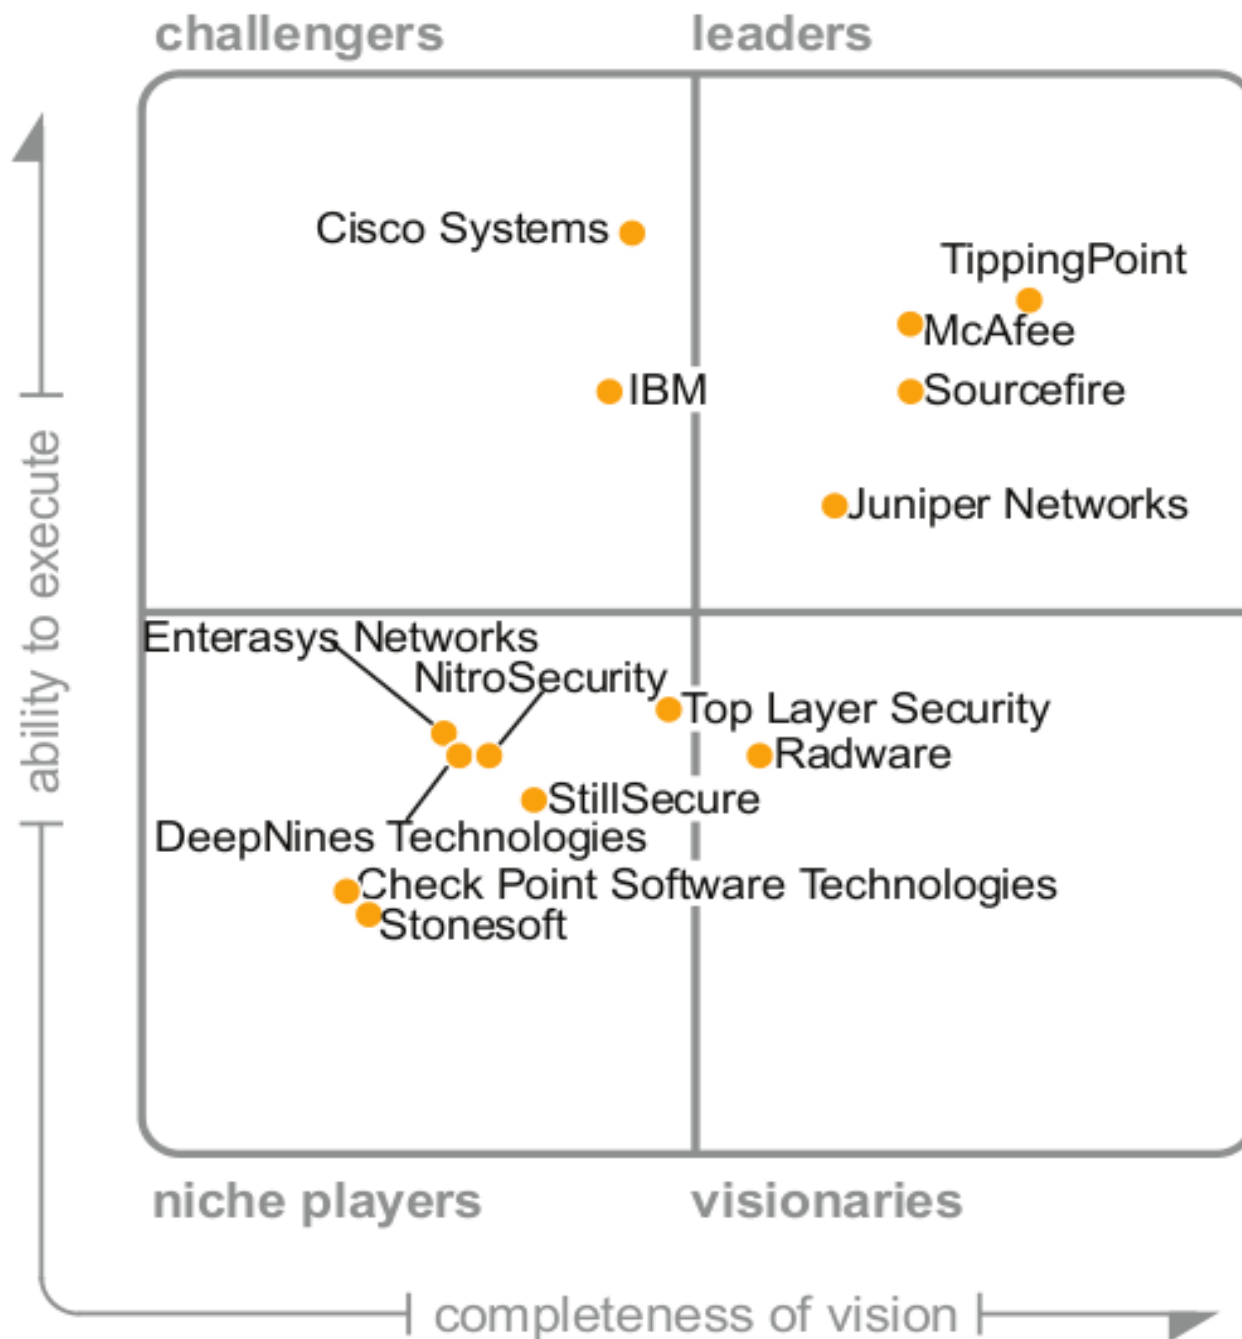 challengers
leaders
Cisco Systems
TippingPoint
McAfee
IBM
Sourcefire
Juniper Networks
ability to execute
Enterasys Networks
NitroSecurity
Top Layer Security
Radware
StillSecure
DeepNines Technologies
Check Point Software Technologies
Stonesoft
niche players
visionaries
completeness of vision